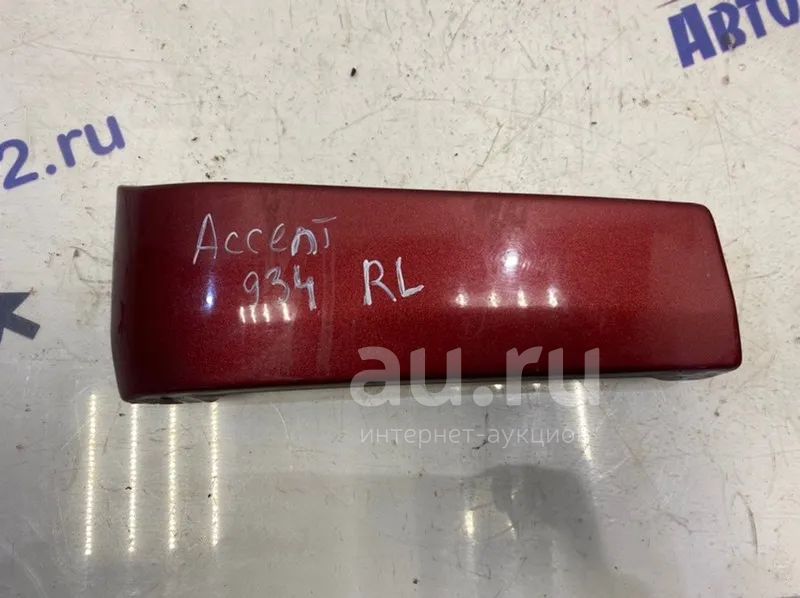 Авто
2.ru
Accent
934 RL
au.ru
интернет-аукцион